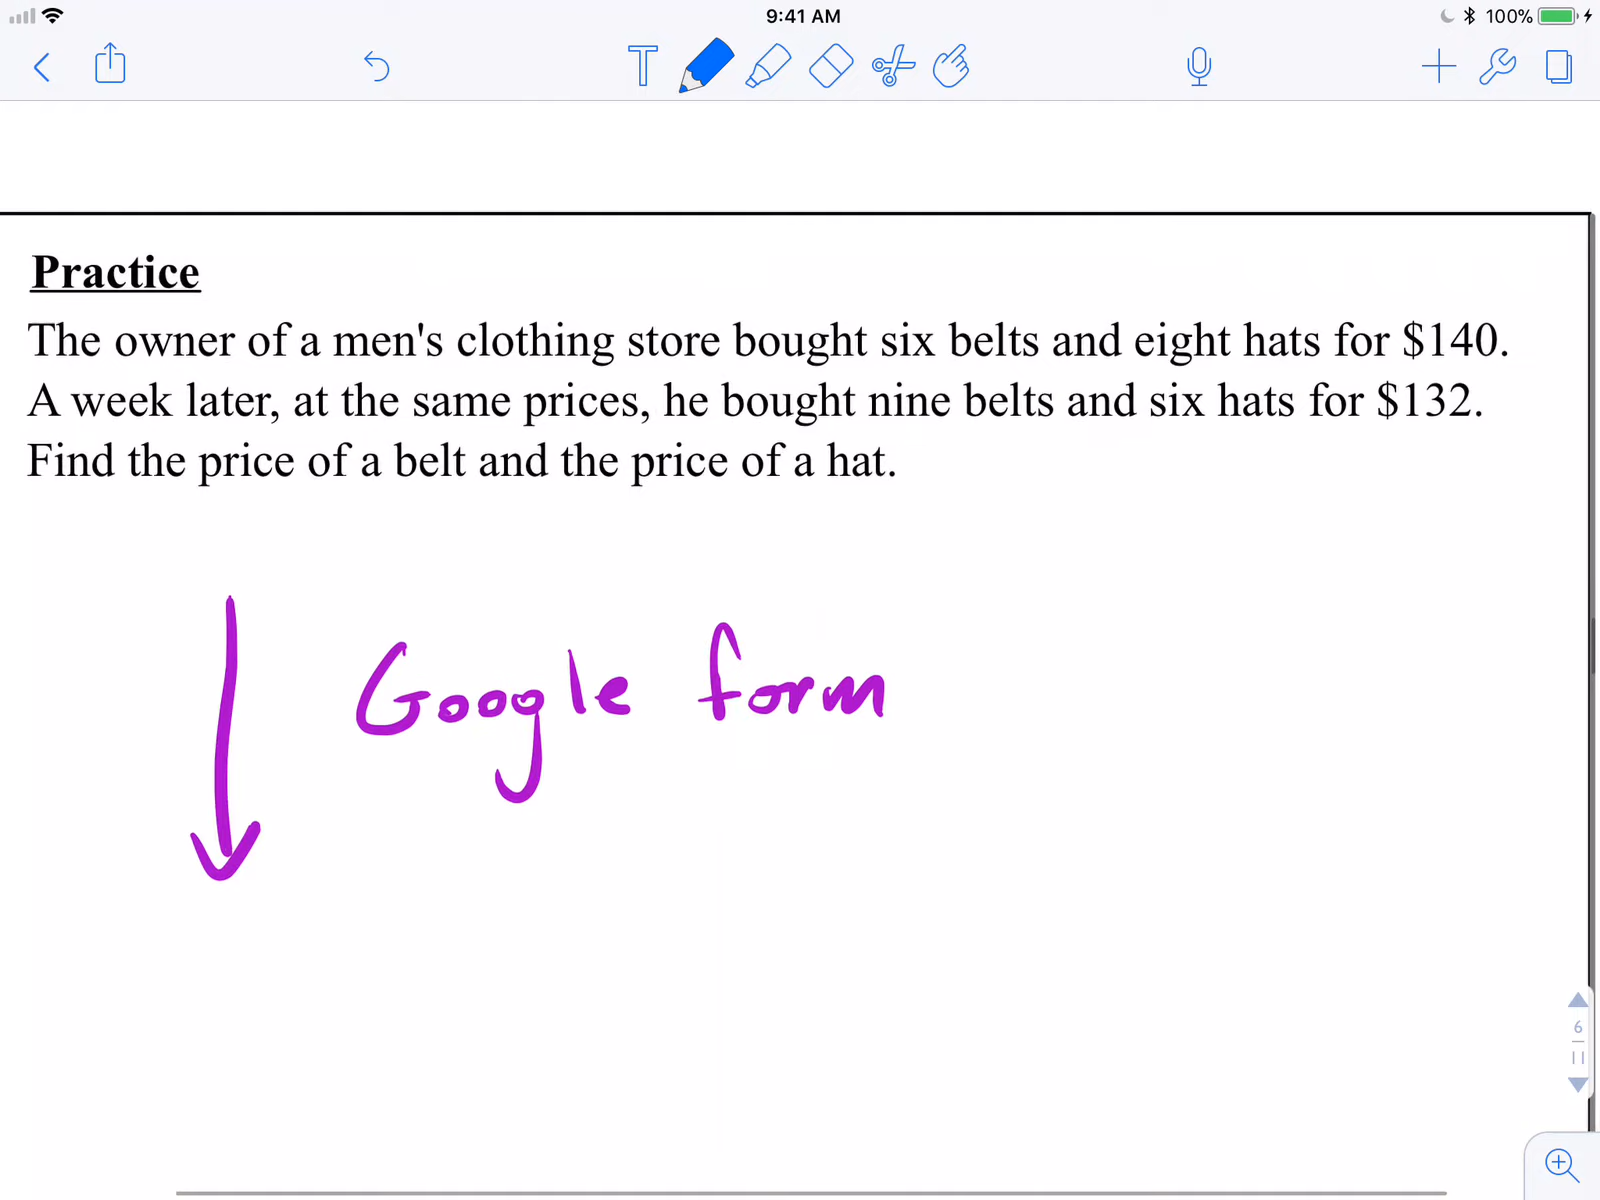 9:41 AM
100%
T
Practice
The owner of a men's clothing store bought six belts and eight hats for $140.
A week later, at the same prices, he bought nine belts and six hats for $132.
Find the price of a belt and the price of a hat.
Google form
6
11